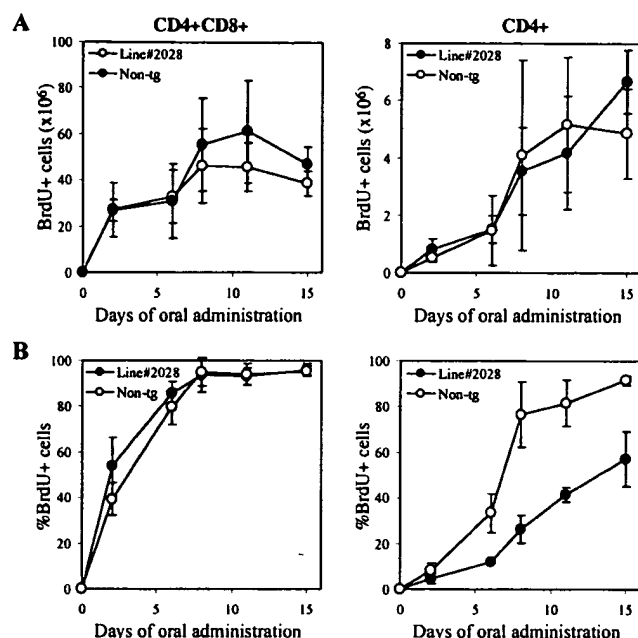 A
CD4+CD8+
CD4+
BrdU+ cells (x10⁶)
100
80
60
40
20
0
Line#2028
Non-tg
0 5 10 15
Days of oral administration
BrdU+ cells (x10⁶)
8
6
4
2
0
Line#2028
Non-tg
0 5 10 15
Days of oral administration
B
%BrdU+ cells
100
80
60
40
20
0
Line#2028
Non-tg
0 5 10 15
Days of oral administration
%BrdU+ cells
100
80
60
40
20
0
Line#2028
Non-tg
0 5 10 15
Days of oral administration